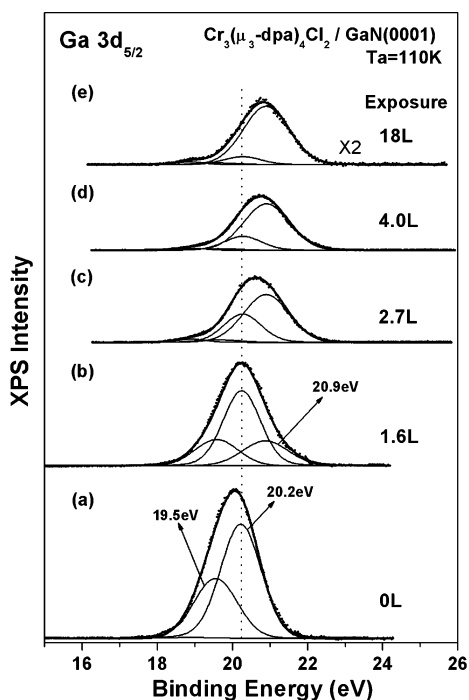 Ga 3d5/2
Cr3(μ3-dpa)4Cl2 / GaN(0001)
Ta=110K
Exposure
(e)
18L
X2
(d)
4.0L
(c)
2.7L
(b)
20.9eV
1.6L
(a)
19.5eV
20.2eV
0L
XPS Intensity
16 18 20 22 24 26
Binding Energy (eV)